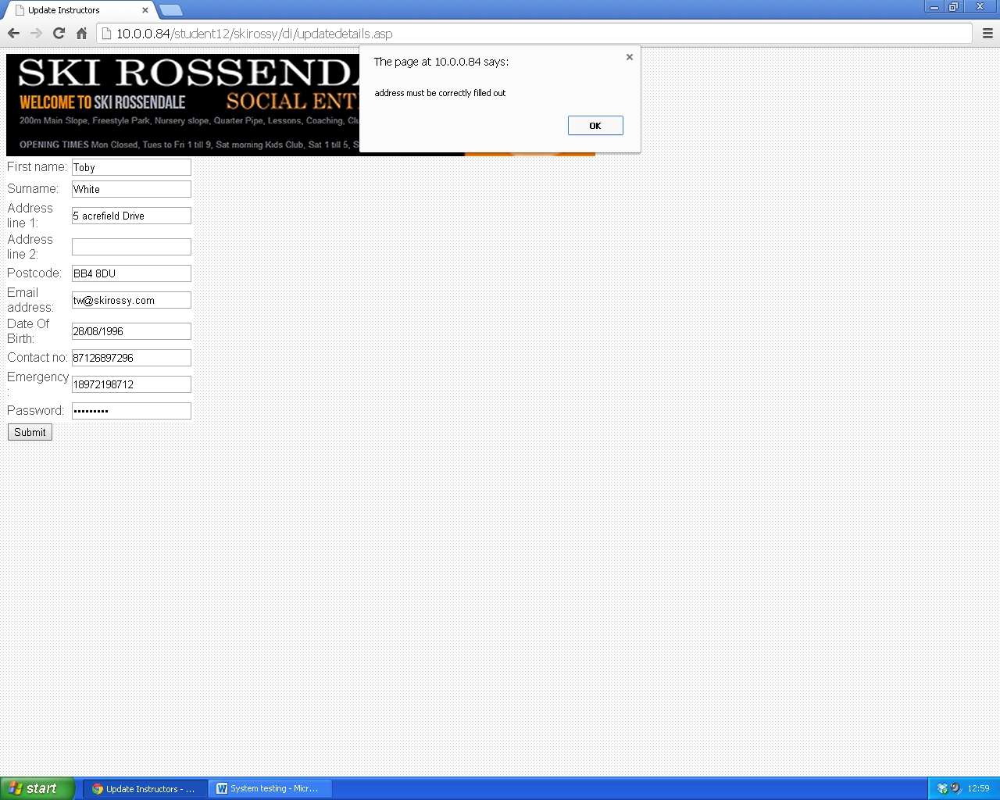 Update Instructors
10.0.0.84/student12/skirossy/di/updatedetails.asp
The page at 10.0.0.84 says:
address must be correctly filled out
OK
SKI ROSSENDA
WELCOME TO SKI ROSSENDALE SOCIAL ENT
200m Main Slope, Freestyle Park, Nursery slope, Quarter Pipe, Lessons, Coaching, Clu
OPENING TIMES Mon Closed, Tues to Fri 1 till 9, Sat morning Kids Club, Sat 1 till 5, S
First name: Toby
Surname: White
Address
line 1: 5 acrefield Drive
Address
line 2:
Postcode: BB4 8DU
Email
address: tw@skirossy.com
Date Of
Birth: 28/08/1996
Contact no: 87126897296
Emergency
: 18972198712
Password: •••••••••
Submit
start
Update Instructors - ...
System testing - Micr...
12:59